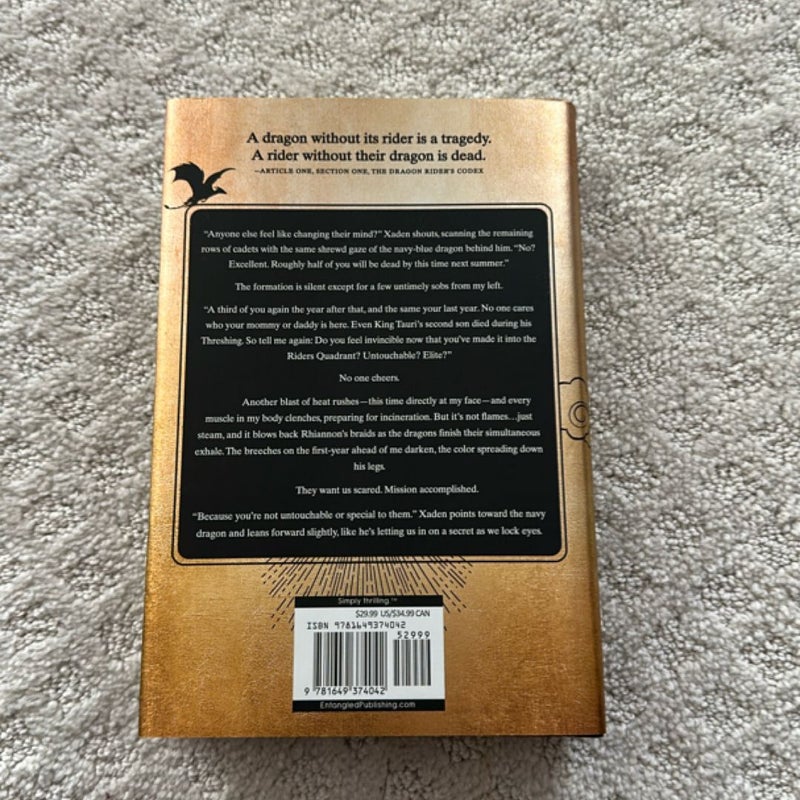 A dragon without its rider is a tragedy.
A rider without their dragon is dead.
—ARTICLE ONE, SECTION ONE, THE DRAGON RIDER'S CODEX
“Anyone else feel like changing their mind?” Xaden shouts, scanning the remaining
rows of cadets with the same shrewd gaze of the navy-blue dragon behind him. “No?
Excellent. Roughly half of you will be dead by this time next summer.”
The formation is silent except for a few untimely sobs from my left.
“A third of you again the year after that, and the same your last year. No one cares
who your mommy or daddy is here. Even King Tauri's second son died during his
Threshing. So tell me again: Do you feel invincible now that you've made it into the
Riders Quadrant? Untouchable? Elite?”
No one cheers.
Another blast of heat rushes—this time directly at my face—and every
muscle in my body clenches, preparing for incineration. But it's not flames…just
steam, and it blows back Rhiannon's braids as the dragons finish their simultaneous
exhale. The breeches on the first-year ahead of me darken, the color spreading down
his legs.
They want us scared. Mission accomplished.
“Because you're not untouchable or special to them.” Xaden points toward the navy
dragon and leans forward slightly, like he's letting us in on a secret as we lock eyes.
Simply thrilling.™
$29.99 US/$34.99 CAN
ISBN 9781649374042
52999
9 781649 374042
EntangledPublishing.com